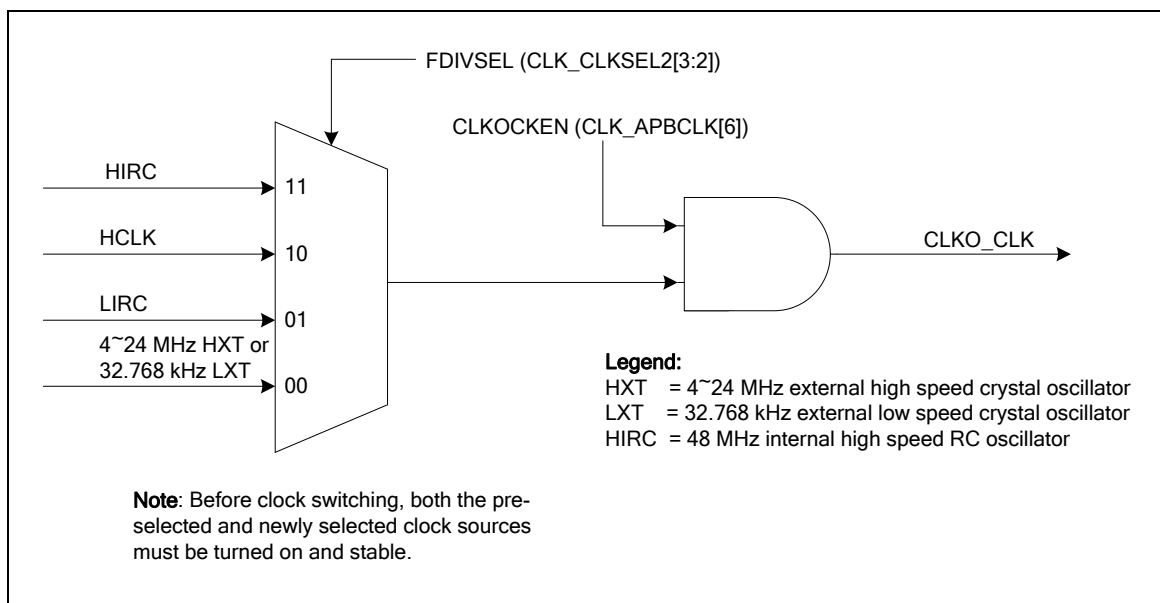 FDIVSEL (CLK_CLKSEL2[3:2])
CLKOCKEN (CLK_APBCLK[6])
HIRC
11
HCLK
10
CLKO_CLK
LIRC
01
4~24 MHz HXT or
32.768 kHz LXT
00
Legend:
HXT = 4~24 MHz external high speed crystal oscillator
LXT = 32.768 kHz external low speed crystal oscillator
HIRC = 48 MHz internal high speed RC oscillator
Note: Before clock switching, both the pre-
selected and newly selected clock sources
must be turned on and stable.